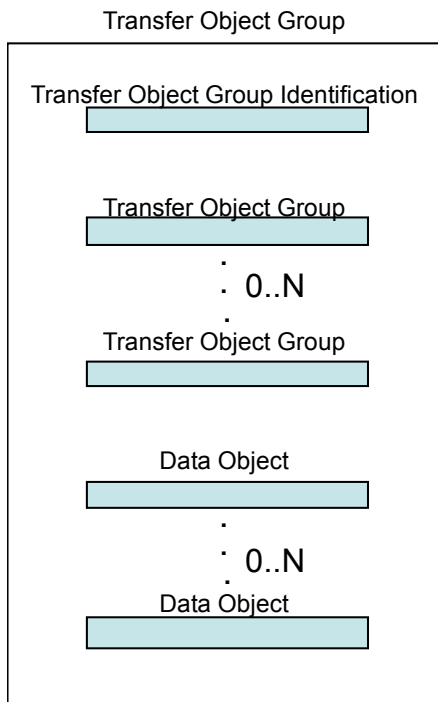 Transfer Object Group
Transfer Object Group Identification
Transfer Object Group
0..N
Transfer Object Group
Data Object
0..N
Data Object